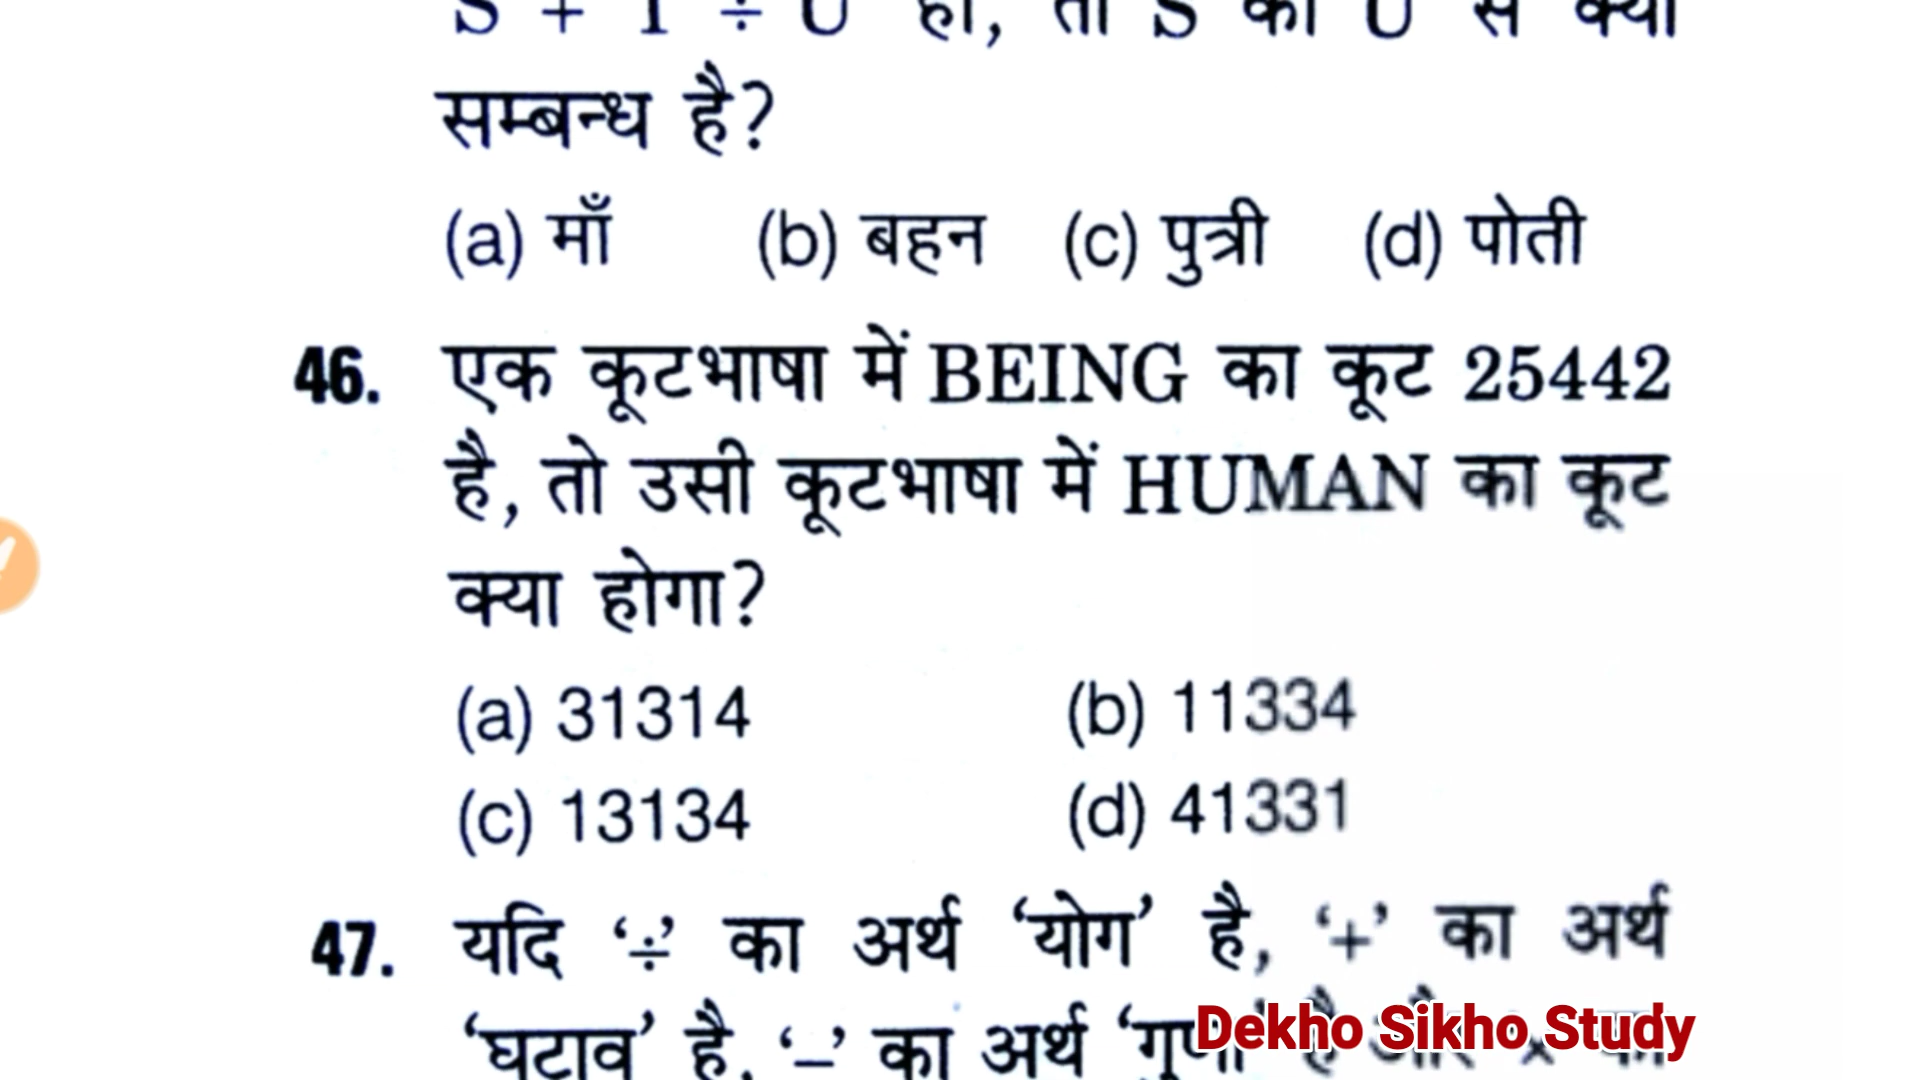 S + T ÷ U हो, तो S का U से क्या
सम्बन्ध है?
(a) माँ (b) बहन (c) पुत्री (d) पोती
46. एक कूटभाषा में BEING का कूट 25442
है, तो उसी कूटभाषा में HUMAN का कूट
क्या होगा?
(a) 31314 (b) 11334
(c) 13134 (d) 41331
47. यदि ‘÷’ का अर्थ ‘योग’ है, ‘+’ का अर्थ
‘घटाव’ है, ‘–’ का अर्थ
Dekho Sikho Study